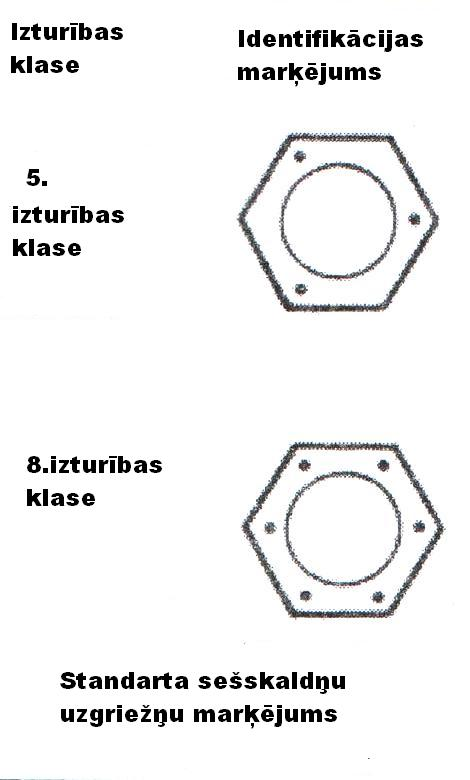 Izturības
klase
Identifikācijas
marķējums
5.
izturības
klase
8.izturības
klase
Standarta sešskaldņu
uzgriežņu marķējums